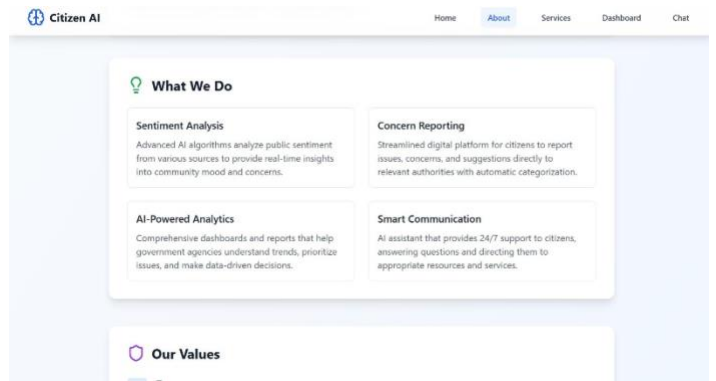 Citizen AI
Home About Services Dashboard Chat
What We Do
Sentiment Analysis
Advanced AI algorithms analyze public sentiment
from various sources to provide real-time insights
into community mood and concerns.
Concern Reporting
Streamlined digital platform for citizens to report
issues, concerns, and suggestions directly to
relevant authorities with automatic categorization.
AI-Powered Analytics
Comprehensive dashboards and reports that help
government agencies understand trends, prioritize
issues, and make data-driven decisions.
Smart Communication
AI assistant that provides 24/7 support to citizens,
answering questions and directing them to
appropriate resources and services.
Our Values